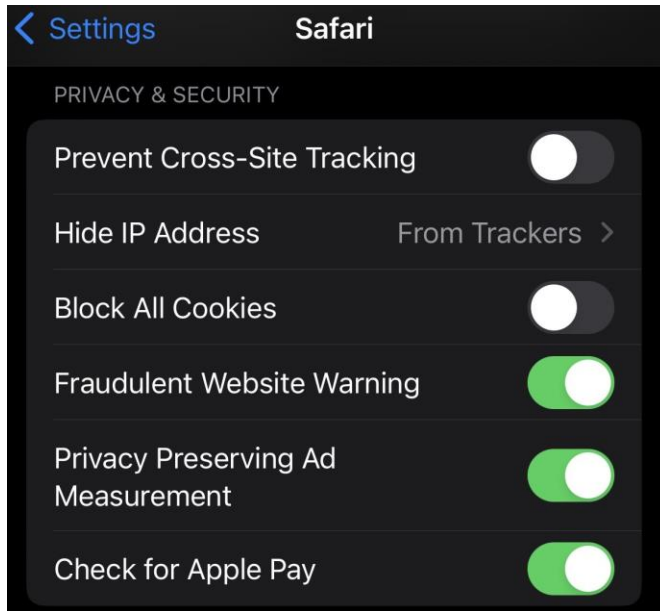 Settings
Safari
PRIVACY & SECURITY
Prevent Cross-Site Tracking
Hide IP Address
From Trackers
Block All Cookies
Fraudulent Website Warning
Privacy Preserving Ad
Measurement
Check for Apple Pay